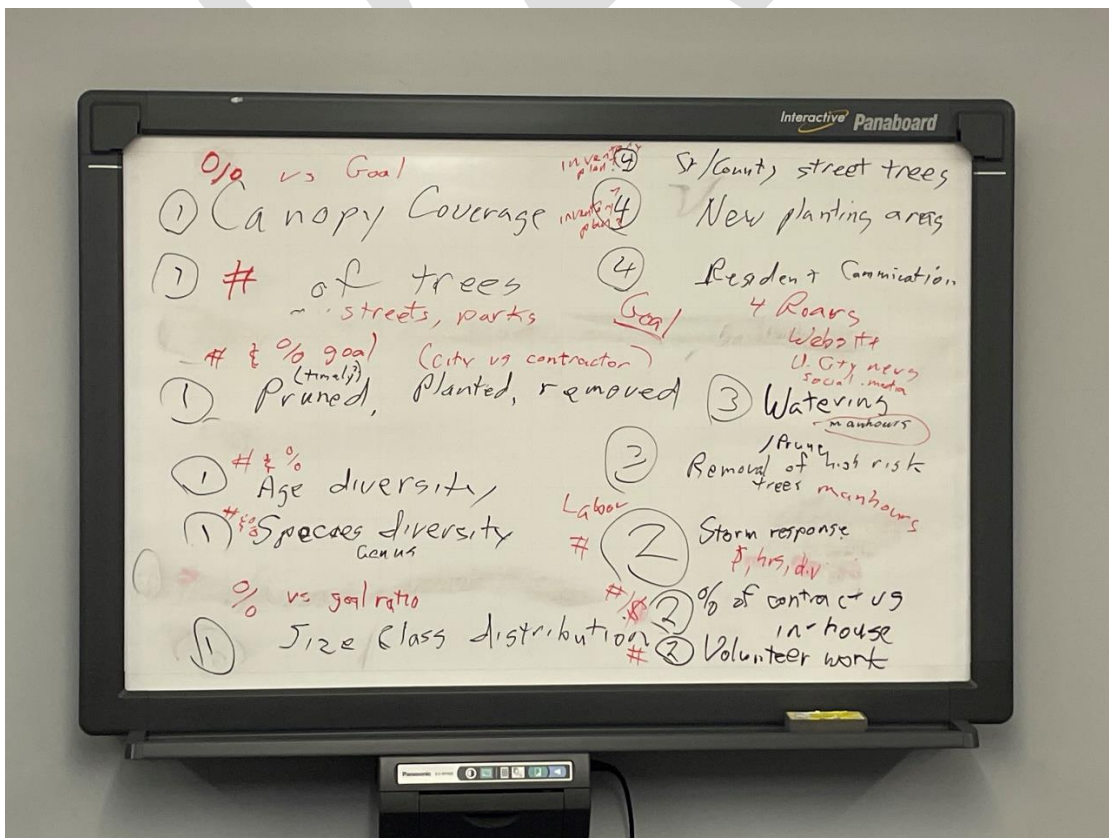 Interactive Panaboard
% vs Goal
① Canopy Coverage
① # of trees
streets, parks
# & % goal (city vs contractor)
(timely?)
① Pruned, Planted, removed
# & %
① Age diversity
① # & % Species diversity
Genus
% vs goal ratio
① Size Class distribution
inventory plan? ④ St/County street trees
inventory plan? ④ New planting areas
④ Resident Commication
Goal 4 Roars
Website
U. City news
social media
③ Watering
manhours
/Prune
③ Removal of high risk
trees manhours
Labor
# ② Storm response
$, hrs, div
#/$ ② % of contract vs
in-house
# ② Volunteer work
Panasonic